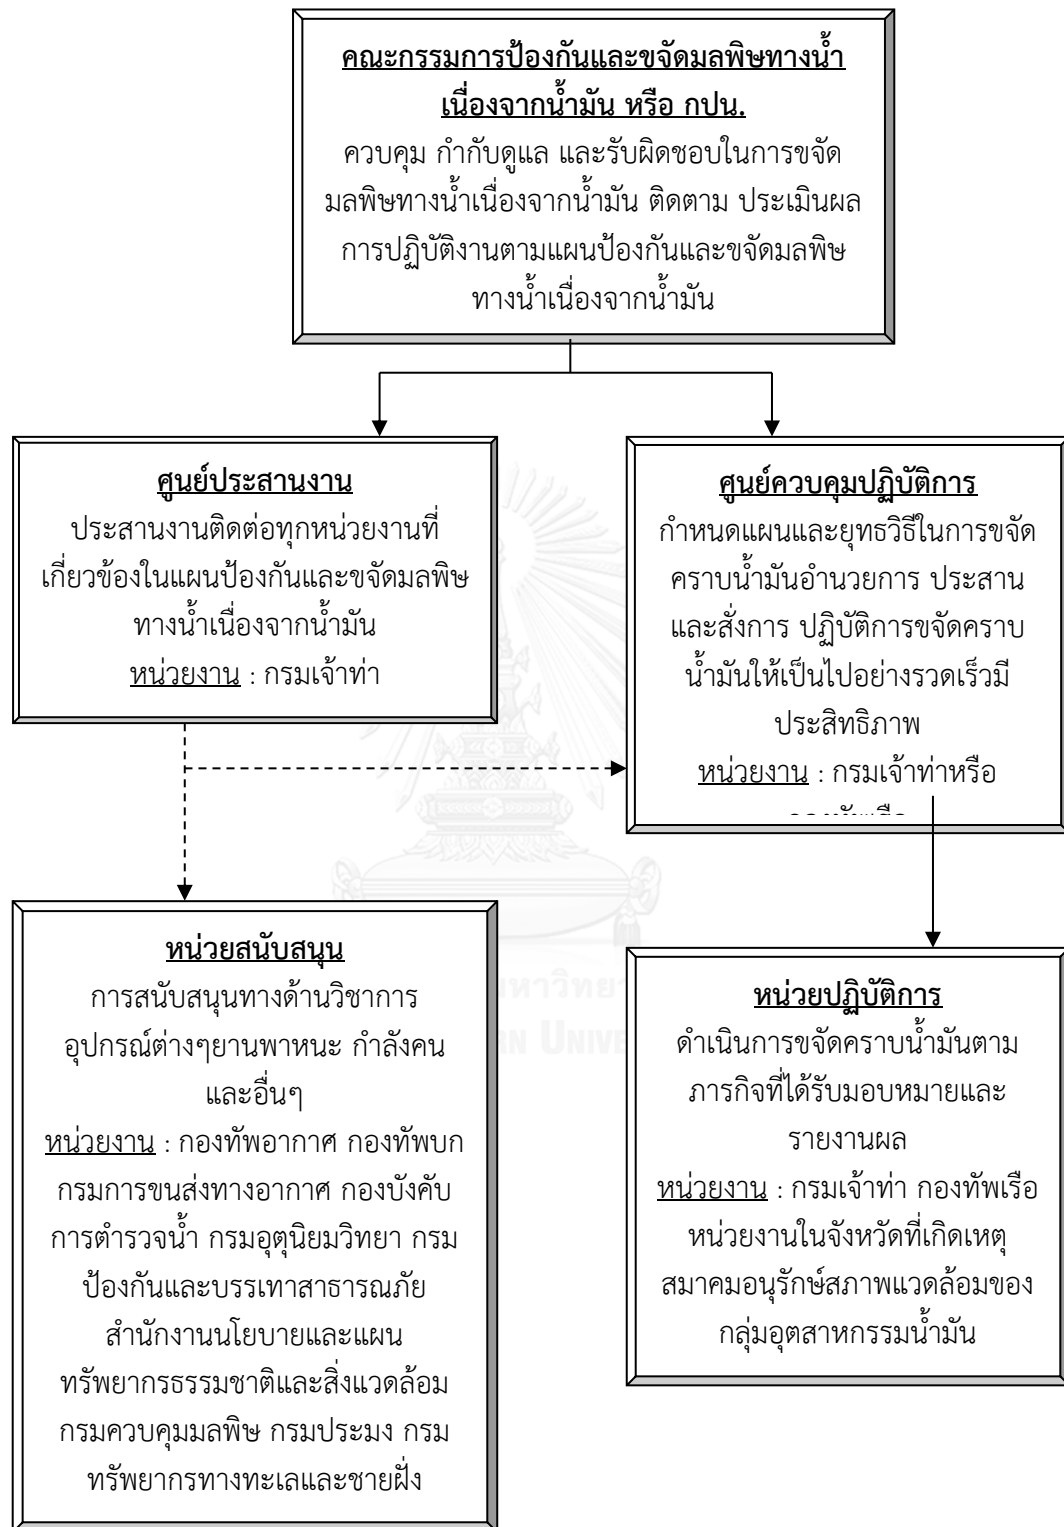 คณะกรรมการป้องกันและขจัดมลพิษทางน้ำ
เนื่องจากน้ำมัน หรือ กปน.
ควบคุม กำกับดูแล และรับผิดชอบในการขจัด
มลพิษทางน้ำเนื่องจากน้ำมัน ติดตาม ประเมินผล
การปฏิบัติงานตามแผนป้องกันและขจัดมลพิษ
ทางน้ำเนื่องจากน้ำมัน
ศูนย์ประสานงาน
ประสานงานติดต่อทุกหน่วยงานที่
เกี่ยวข้องในแผนป้องกันและขจัดมลพิษ
ทางน้ำเนื่องจากน้ำมัน
หน่วยงาน : กรมเจ้าท่า
ศูนย์ควบคุมปฏิบัติการ
กำหนดแผนและยุทธวิธีในการขจัด
คราบน้ำมันอำนวยการ ประสาน
และสั่งการ ปฏิบัติการขจัดคราบ
น้ำมันให้เป็นไปอย่างรวดเร็วมี
ประสิทธิภาพ
หน่วยงาน : กรมเจ้าท่าหรือ
หน่วยสนับสนุน
การสนับสนุนทางด้านวิชาการ
อุปกรณ์ต่างๆยานพาหนะ กำลังคน
และอื่นๆ
หน่วยงาน : กองทัพอากาศ กองทัพบก
กรมการขนส่งทางอากาศ กองบังคับ
การตำรวจน้ำ กรมอุตุนิยมวิทยา กรม
ป้องกันและบรรเทาสาธารณภัย
สำนักงานนโยบายและแผน
ทรัพยากรธรรมชาติและสิ่งแวดล้อม
กรมควบคุมมลพิษ กรมประมง กรม
ทรัพยากรทางทะเลและชายฝั่ง
หน่วยปฏิบัติการ
ดำเนินการขจัดคราบน้ำมันตาม
ภารกิจที่ได้รับมอบหมายและ
รายงานผล
หน่วยงาน : กรมเจ้าท่า กองทัพเรือ
หน่วยงานในจังหวัดที่เกิดเหตุ
สมาคมอนุรักษ์สภาพแวดล้อมของ
กลุ่มอุตสาหกรรมน้ำมัน